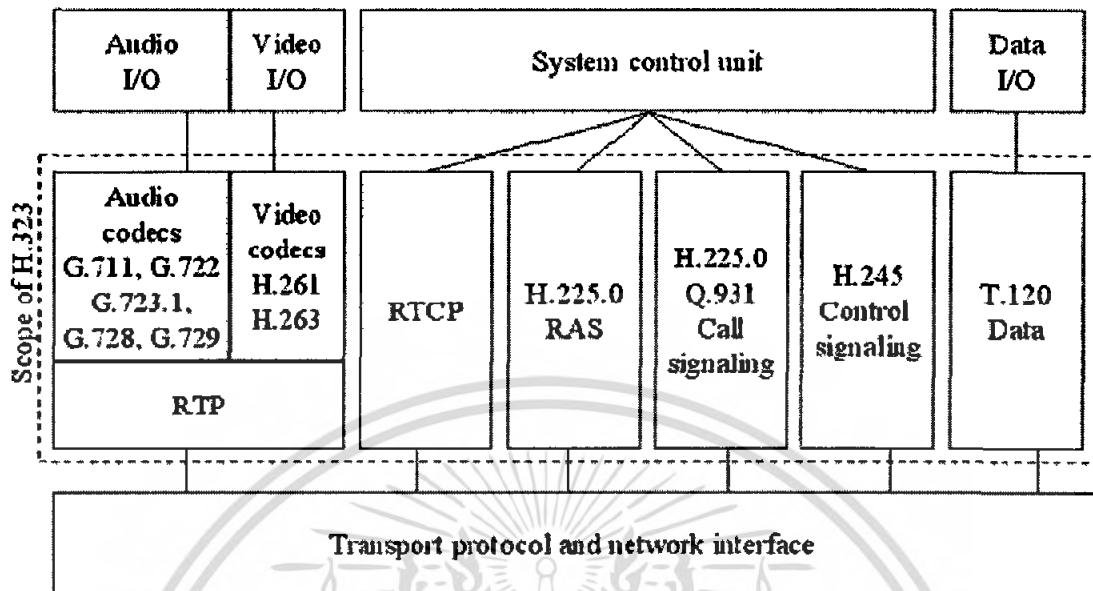 Audio
I/O
Video
I/O
System control unit
Data
I/O
Scope of H.323
Audio
codecs
G.711, G.722
G.723.1,
G.728, G.729
Video
codecs
H.261
H.263
RTP
RTCP
H.225.0
RAS
H.225.0
Q.931
Call
signaling
H.245
Control
signaling
T.120
Data
Transport protocol and network interface